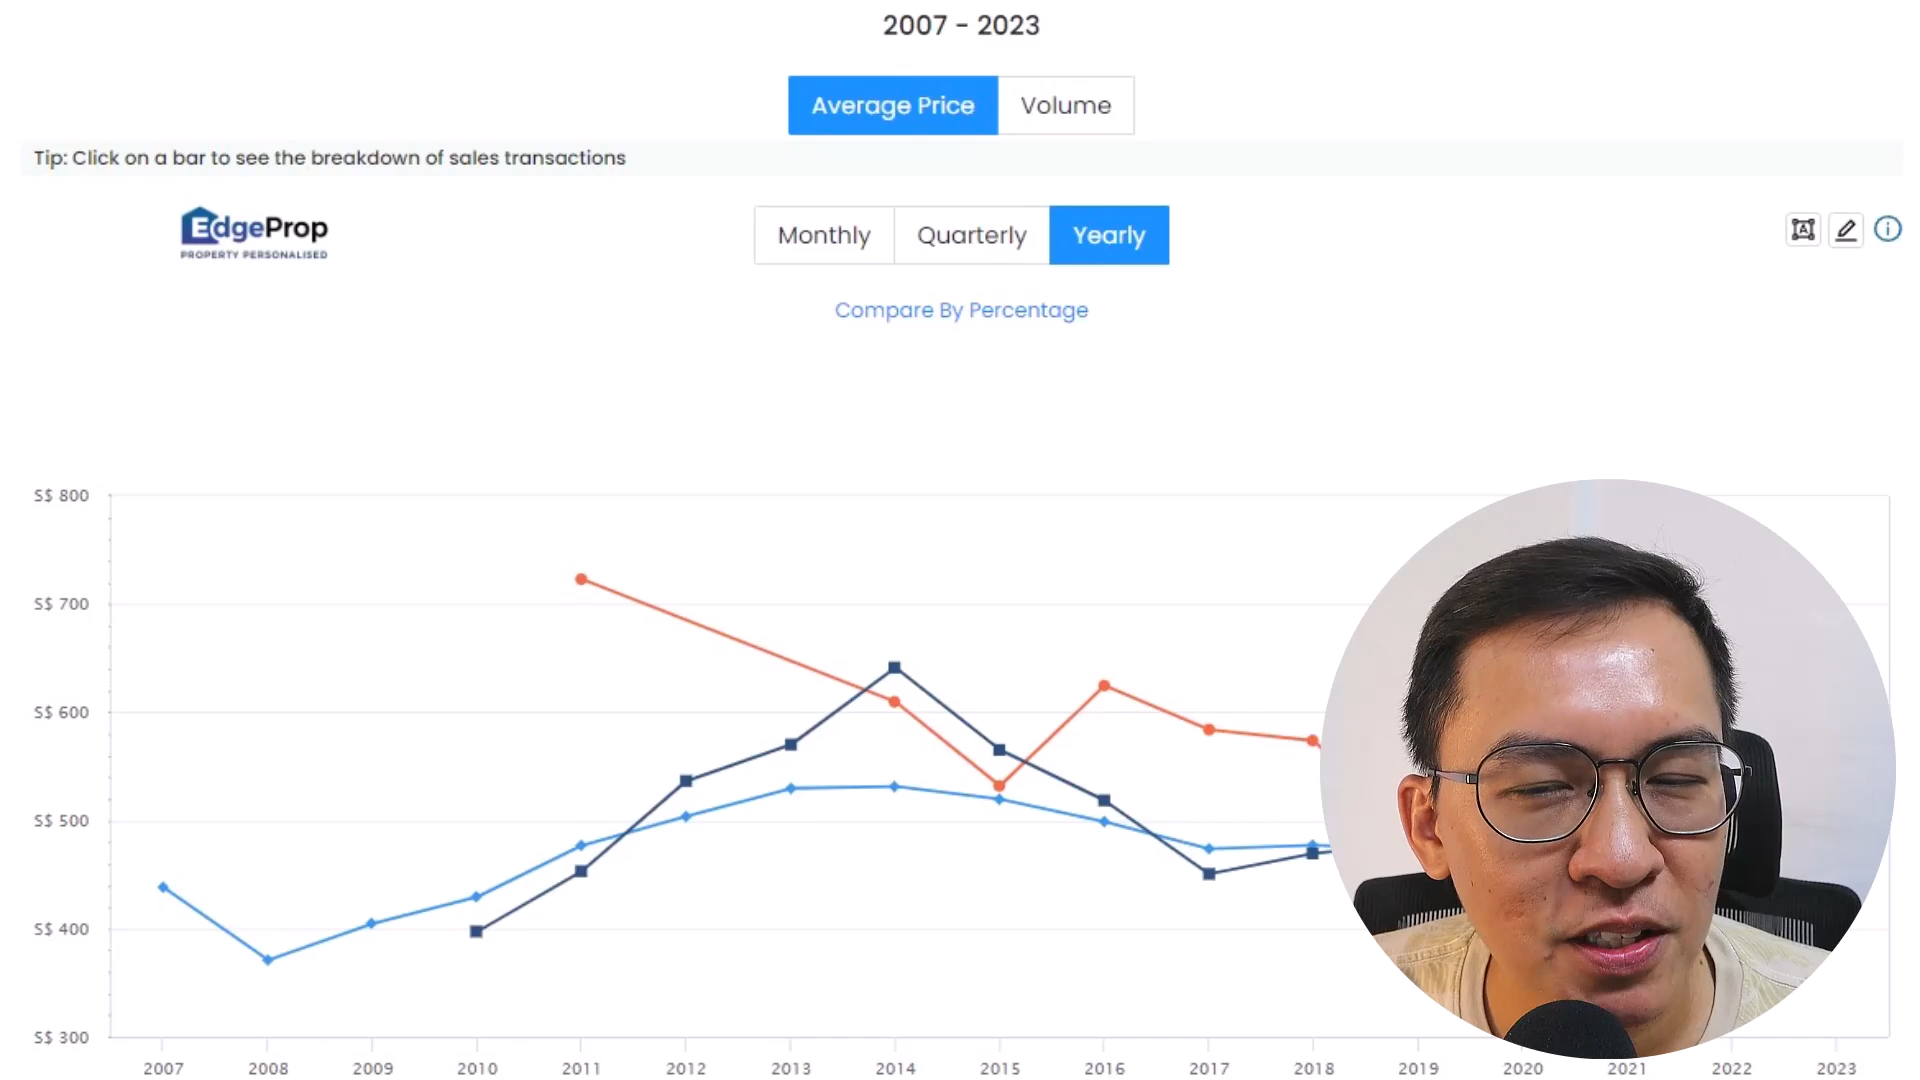 2007 - 2023
Average Price
Volume
Tip: Click on a bar to see the breakdown of sales transactions
EdgeProp
PROPERTY PERSONALISED
Monthly
Quarterly
Yearly
A
i
Compare By Percentage
S$ 800
S$ 700
S$ 600
S$ 500
S$ 400
S$ 300
2007 2008 2009 2010 2011 2012 2013 2014 2015 2016 2017 2018 2019 2020 2021 2022 2023